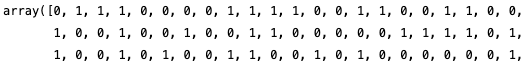 array([0, 1, 1, 1, 0, 0, 0, 0, 1, 1, 1, 1, 0, 0, 1, 1, 0, 0, 1, 1, 0, 0,
1, 0, 0, 1, 0, 0, 1, 0, 0, 1, 1, 0, 0, 0, 0, 0, 1, 1, 1, 1, 0, 1,
1, 0, 0, 1, 0, 1, 0, 0, 1, 1, 0, 0, 1, 0, 1, 0, 0, 0, 0, 0, 0, 1,